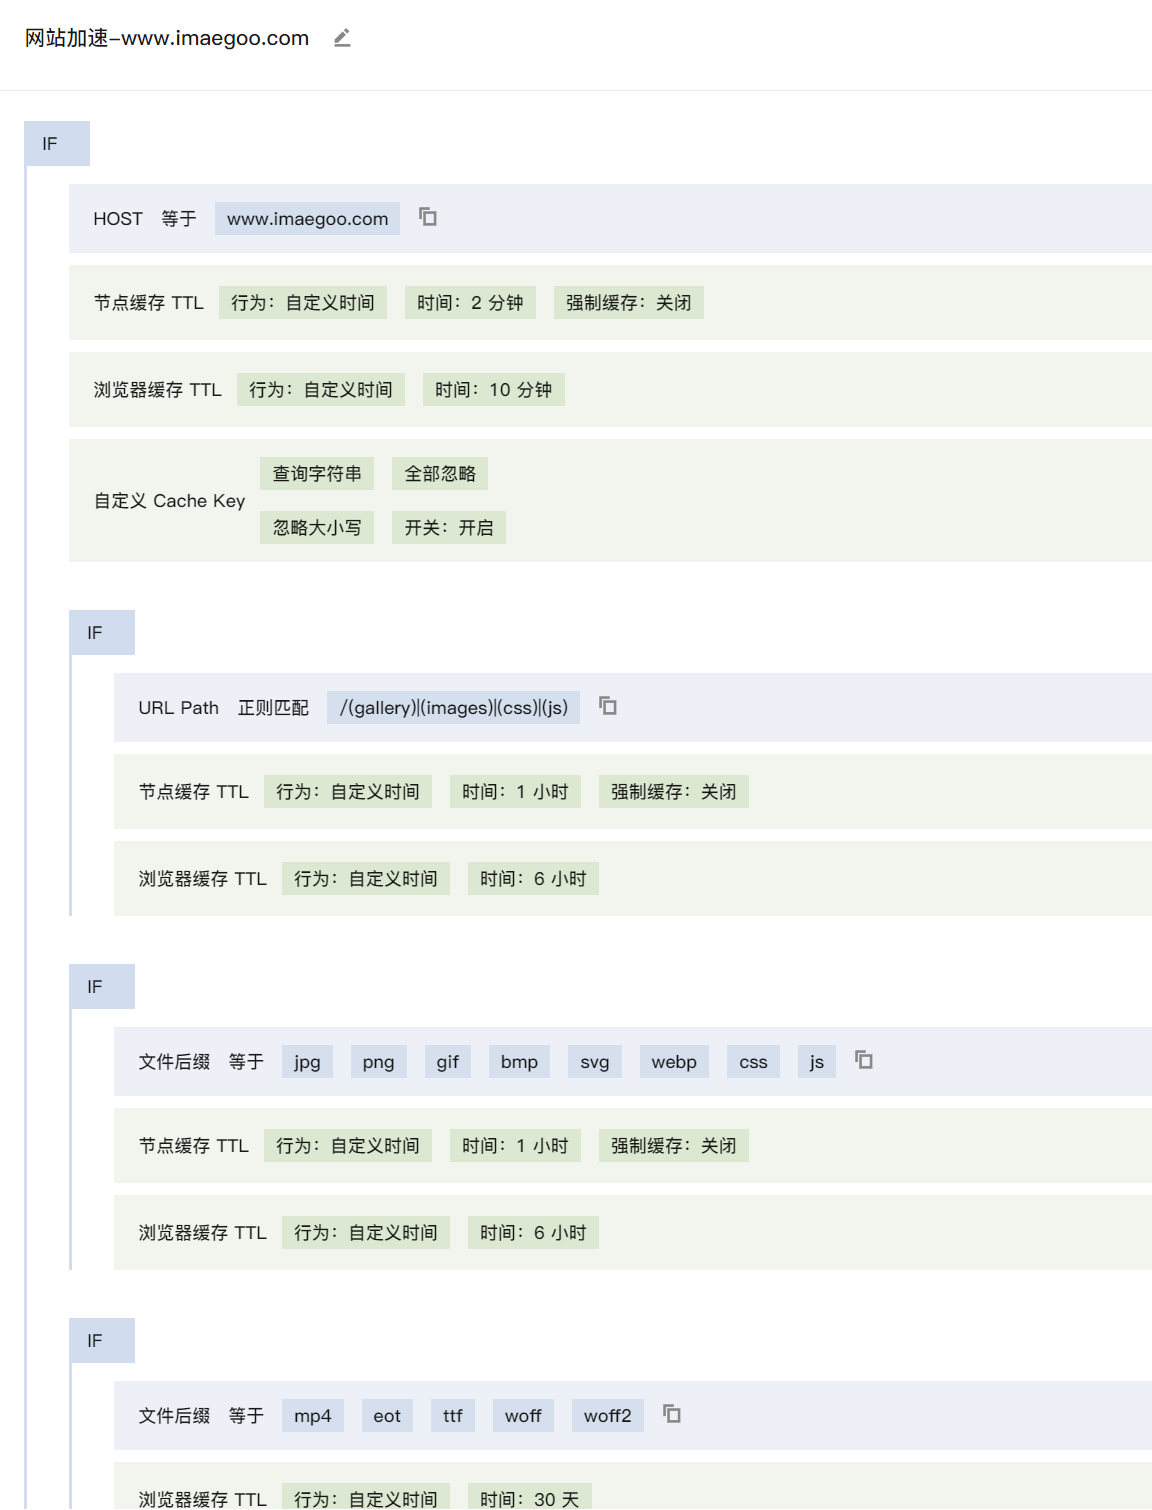 网站加速-www.imaegoo.com
IF
HOST 等于 www.imaegoo.com
节点缓存 TTL 行为：自定义时间 时间：2 分钟 强制缓存：关闭
浏览器缓存 TTL 行为：自定义时间 时间：10 分钟
自定义 Cache Key
查询字符串 全部忽略
忽略大小写 开关：开启
IF
URL Path 正则匹配 /(gallery)|(images)|(css)|(js)
节点缓存 TTL 行为：自定义时间 时间：1 小时 强制缓存：关闭
浏览器缓存 TTL 行为：自定义时间 时间：6 小时
IF
文件后缀 等于 jpg png gif bmp svg webp css js
节点缓存 TTL 行为：自定义时间 时间：1 小时 强制缓存：关闭
浏览器缓存 TTL 行为：自定义时间 时间：6 小时
IF
文件后缀 等于 mp4 eot ttf woff woff2
浏览器缓存 TTL 行为：自定义时间 时间：30 天